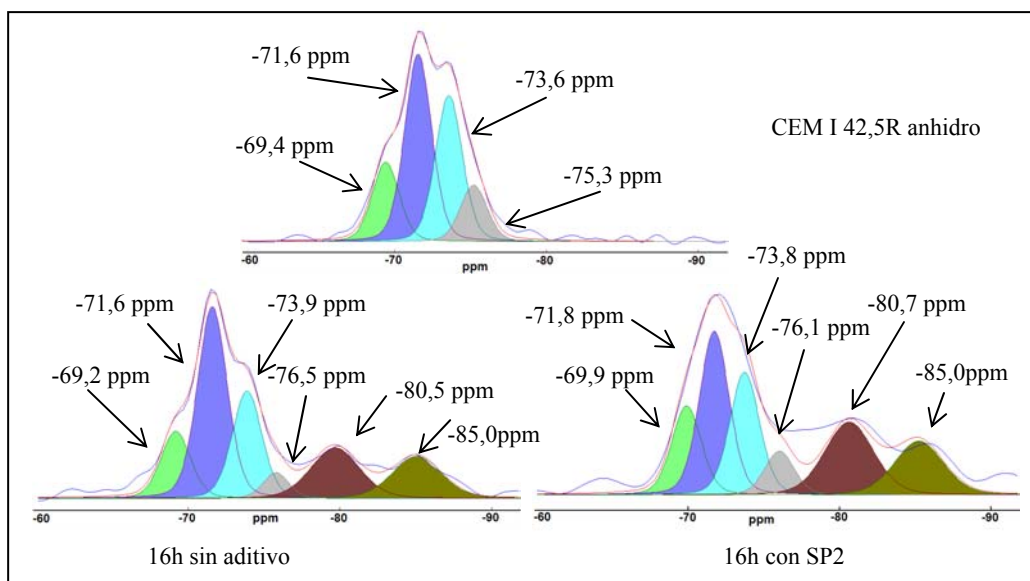 -71,6 ppm
-73,6 ppm
-69,4 ppm
-75,3 ppm
CEM I 42,5R anhidro
-60 -70 -80 -90
ppm
-71,6 ppm
-73,9 ppm
-69,2 ppm
-76,5 ppm
-80,5 ppm
-85,0ppm
-60 -70 -80 -90
ppm
16h sin aditivo
-73,8 ppm
-71,8 ppm
-76,1 ppm
-80,7 ppm
-69,9 ppm
-85,0ppm
-60 -70 -80 -90
ppm
16h con SP2